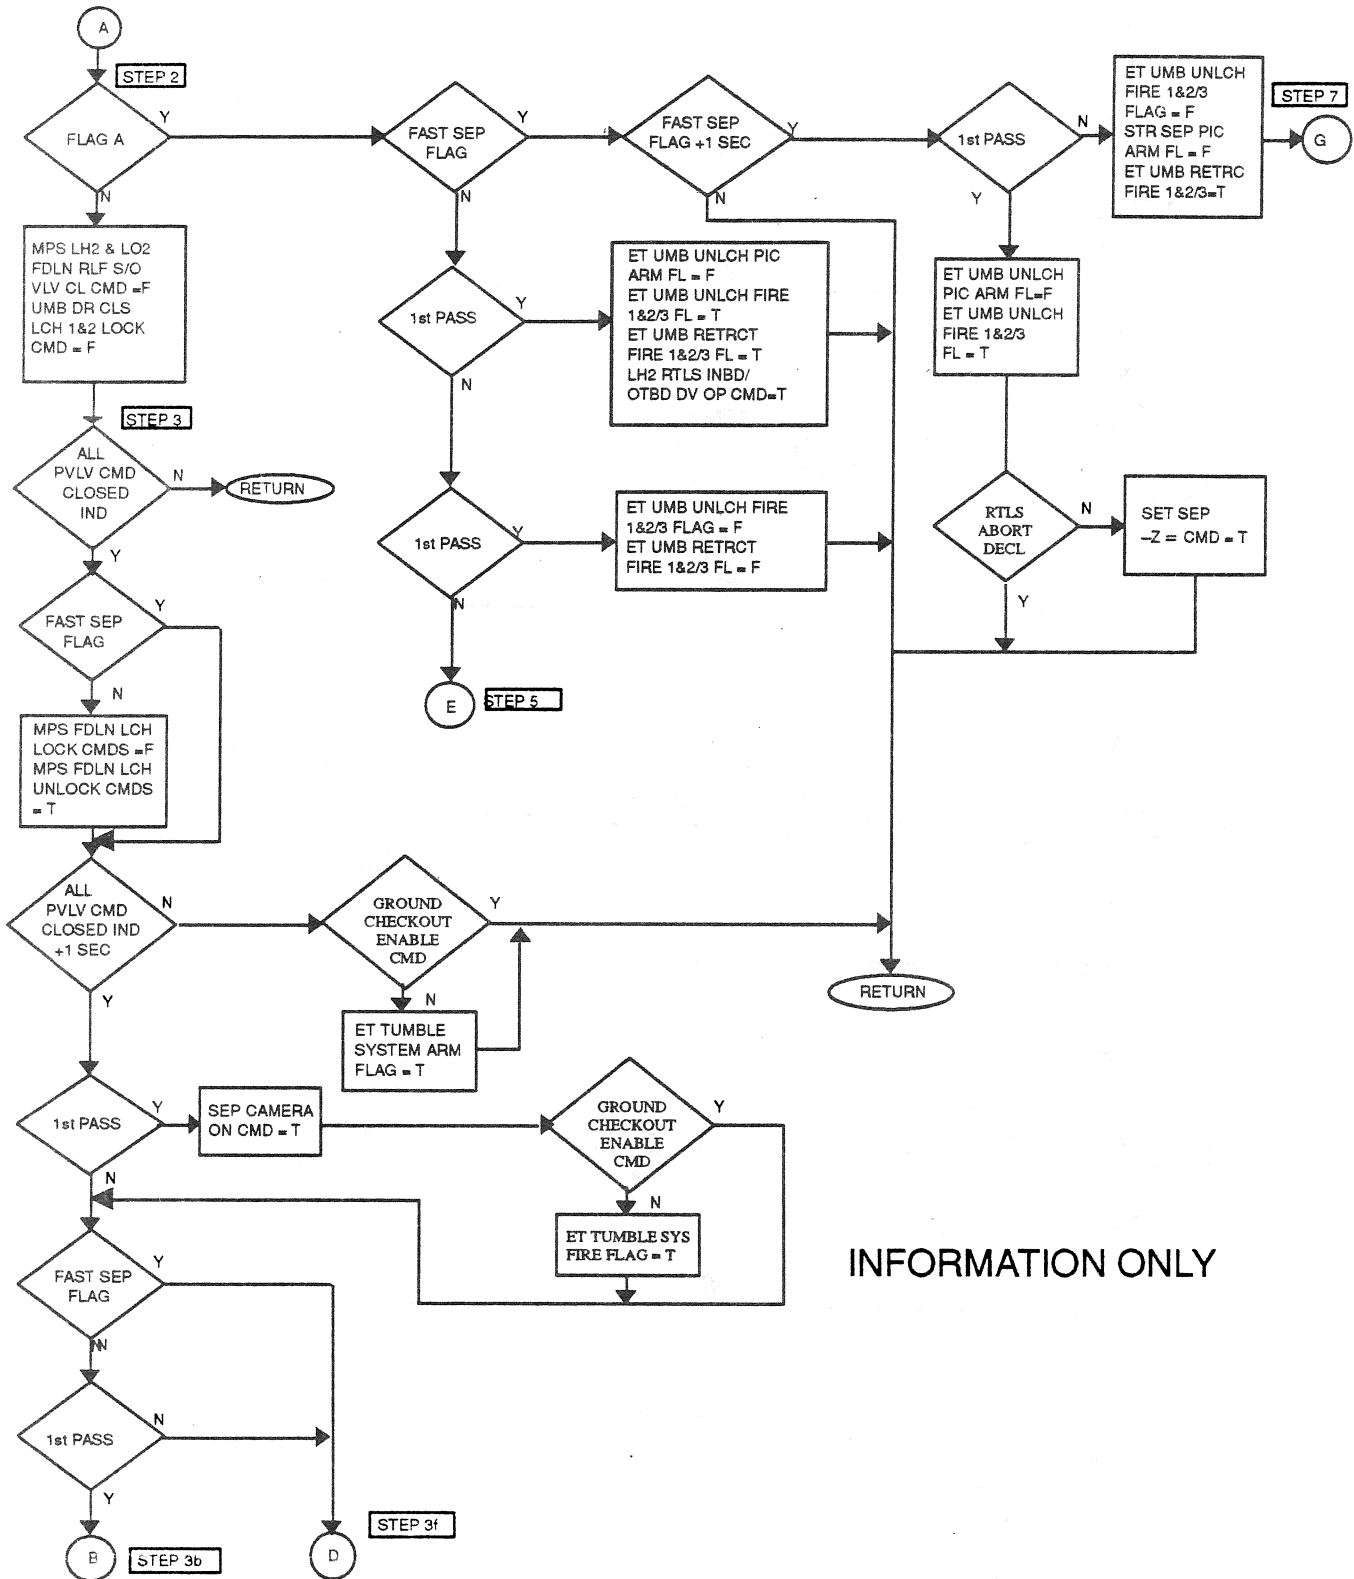 A
STEP 2
FLAG A
Y
N
FAST SEP
FLAG
Y
N
FAST SEP
FLAG +1 SEC
Y
N
1st PASS
N
Y
ET UMB UNLCH
FIRE 1&2/3
FLAG = F
STR SEP PIC
ARM FL = F
ET UMB RETRC
FIRE 1&2/3=T
STEP 7
G
MPS LH2 & LO2
FDLN RLF S/O
VLV CL CMD =F
UMB DR CLS
LCH 1&2 LOCK
CMD = F
1st PASS
Y
N
ET UMB UNLCH PIC
ARM FL = F
ET UMB UNLCH FIRE
1&2/3 FL = T
ET UMB RETRCT
FIRE 1&2/3 FL = T
LH2 RTLS INBD/
OTBD DV OP CMD=T
ET UMB UNLCH
PIC ARM FL=F
ET UMB UNLCH
FIRE 1&2/3
FL = T
STEP 3
ALL
PVLV CMD
CLOSED
IND
N
RETURN
Y
1st PASS
Y
N
ET UMB UNLCH FIRE
1&2/3 FLAG = F
ET UMB RETRCT
FIRE 1&2/3 FL = F
RTLS
ABORT
DECL
N
Y
SET SEP
–Z = CMD = T
FAST SEP
FLAG
Y
N
E
STEP 5
MPS FDLN LCH
LOCK CMDS =F
MPS FDLN LCH
UNLOCK CMDS
= T
ALL
PVLV CMD
CLOSED IND
+1 SEC
N
Y
GROUND
CHECKOUT
ENABLE
CMD
Y
N
ET TUMBLE
SYSTEM ARM
FLAG = T
RETURN
1st PASS
Y
N
SEP CAMERA
ON CMD = T
GROUND
CHECKOUT
ENABLE
CMD
Y
N
ET TUMBLE SYS
FIRE FLAG = T
INFORMATION ONLY
FAST SEP
FLAG
Y
N
1st PASS
N
Y
B
STEP 3b
D
STEP 3f